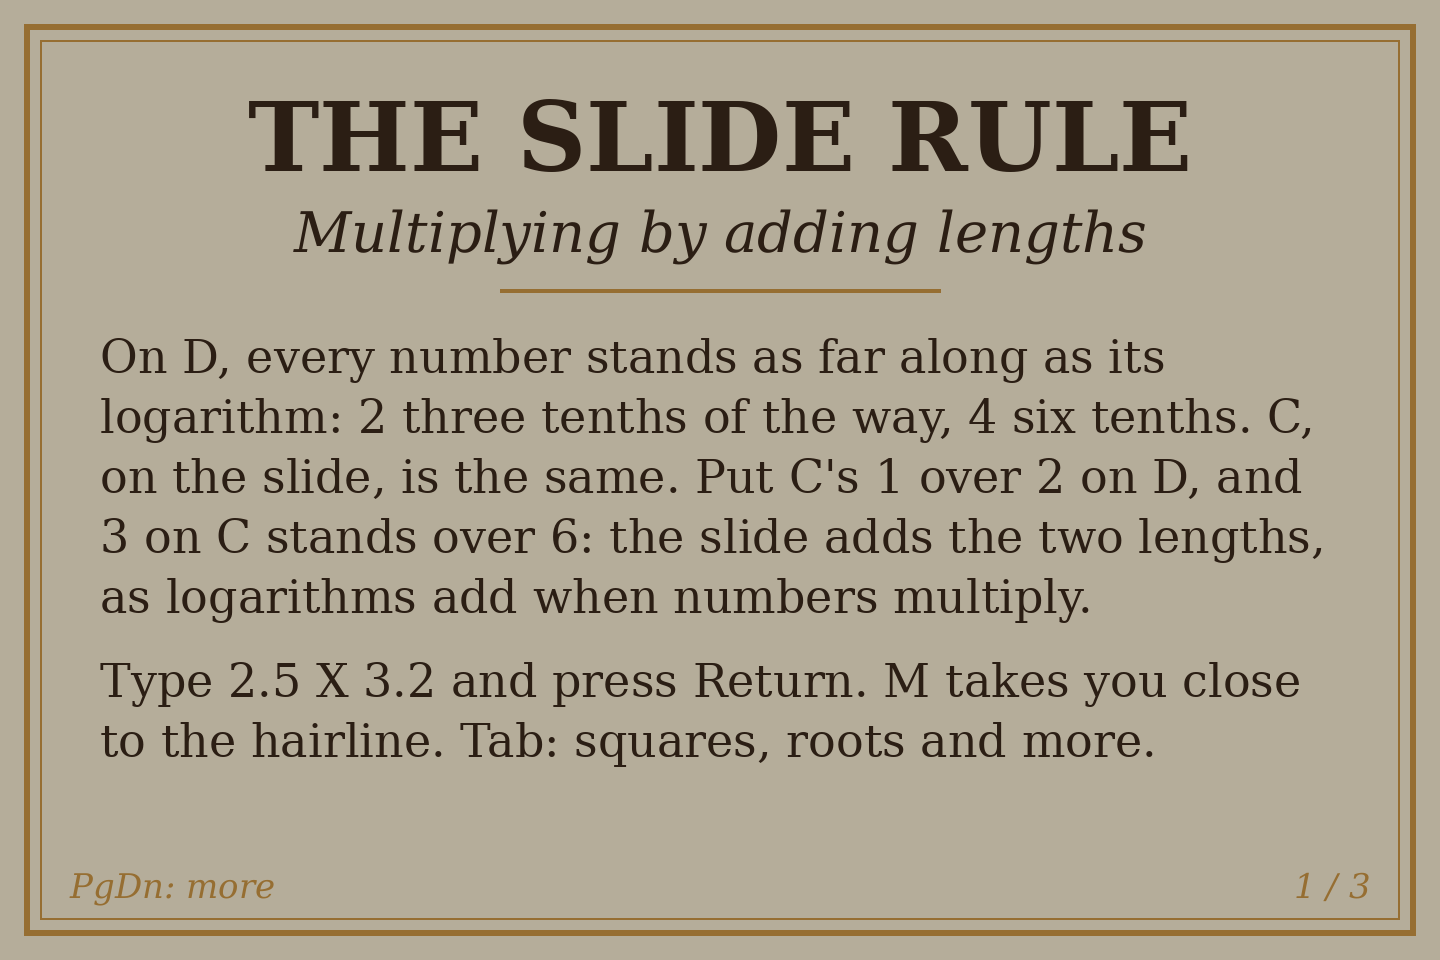 THE SLIDE RULE
Multiplying by adding lengths
On D, every number stands as far along as its
logarithm: 2 three tenths of the way, 4 six tenths. C,
on the slide, is the same. Put C's 1 over 2 on D, and
3 on C stands over 6: the slide adds the two lengths,
as logarithms add when numbers multiply.
Type 2.5 X 3.2 and press Return. M takes you close
to the hairline. Tab: squares, roots and more.
PgDn: more
1 / 3